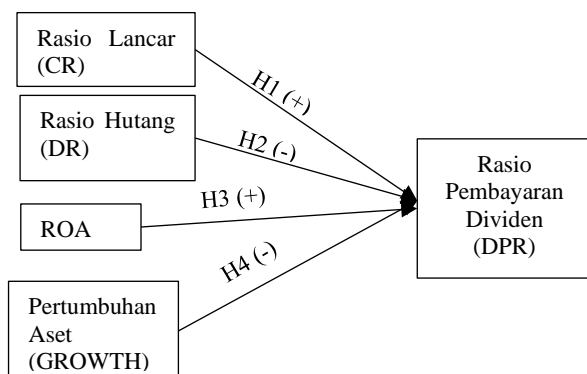 Rasio Lancar
(CR)
H1 (+)
Rasio Hutang
(DR)
H2 (-)
H3 (+)
ROA
H4 (-)
Pertumbuhan
Aset
(GROWTH)
Rasio
Pembayaran
Dividen
(DPR)